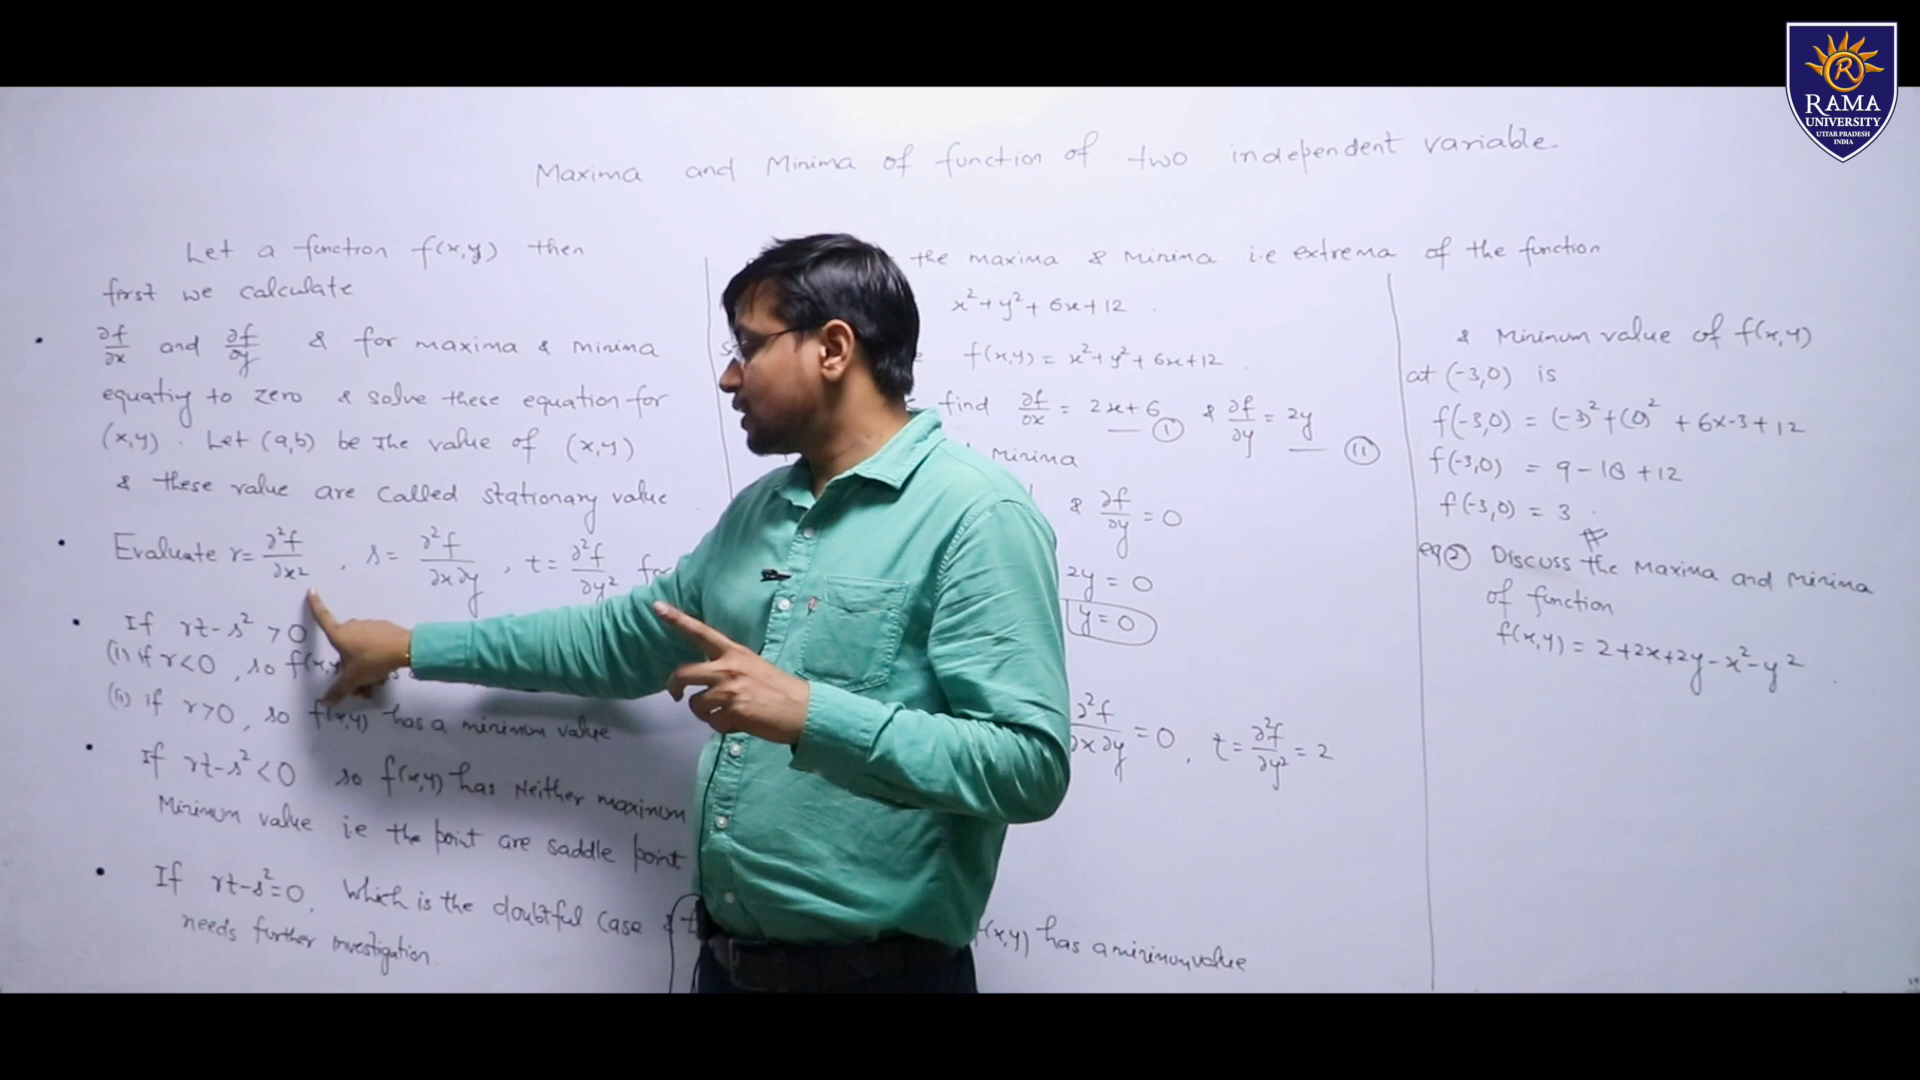 RAMA
UNIVERSITY
UTTAR PRADESH
INDIA
Maxima and Minima of function of two independent variable
Let a function f(x,y) then
first we calculate
• ∂f/∂x and ∂f/∂y & for maxima & minima
equating to zero & solve these equation for
(x,y). Let (a,b) be the value of (x,y)
& these value are called stationary value
• Evaluate r = ∂²f/∂x², s = ∂²f/∂x∂y, t = ∂²f/∂y²
• If rt-s² > 0
(i) if r<0, so f(x,y
(ii) if r>0, so f(x,y) has a minimum value
• If rt-s² < 0 so f(x,y) has Neither maximum
Minimum value i.e the point are saddle point
• If rt-s²=0, which is the doubtful case &
needs further investigation
the maxima & minima i.e extrema of the function
x²+y²+6x+12.
f(x,y) = x²+y²+6x+12.
find ∂f/∂x = 2x+6 — (I) & ∂f/∂y = 2y — (II)
minima
& ∂f/∂y = 0
2y = 0
y = 0
∂²f/∂x∂y = 0, t = ∂²f/∂y² = 2
f(x,y) has a minimum value
& Minimum value of f(x,y)
at (-3,0) is
f(-3,0) = (-3)²+(0)² + 6x-3+12
f(-3,0) = 9-18+12
f(-3,0) = 3.
eg② Discuss the Maxima and Minima
of function
f(x,y) = 2+2x+2y-x²-y².